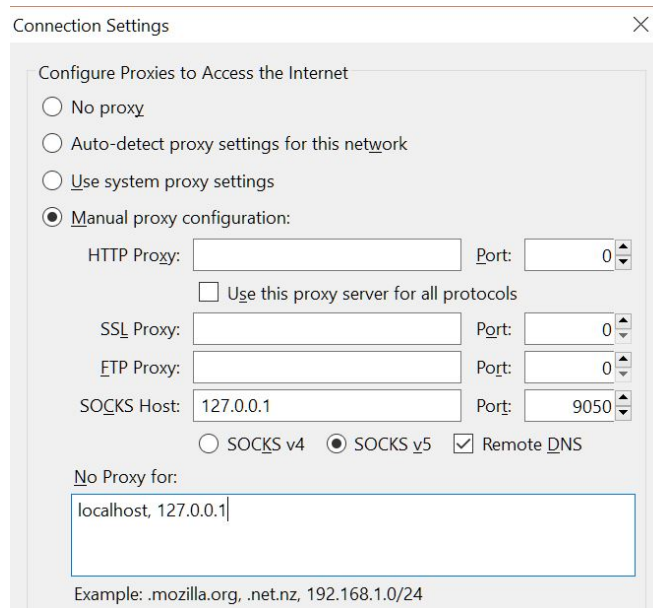 Connection Settings
Configure Proxies to Access the Internet
No proxy
Auto-detect proxy settings for this network
Use system proxy settings
Manual proxy configuration:
HTTP Proxy: Port: 0
Use this proxy server for all protocols
SSL Proxy: Port: 0
FTP Proxy: Port: 0
SOCKS Host: 127.0.0.1 Port: 9050
SOCKS v4 SOCKS v5 Remote DNS
No Proxy for:
localhost, 127.0.0.1
Example: .mozilla.org, .net.nz, 192.168.1.0/24